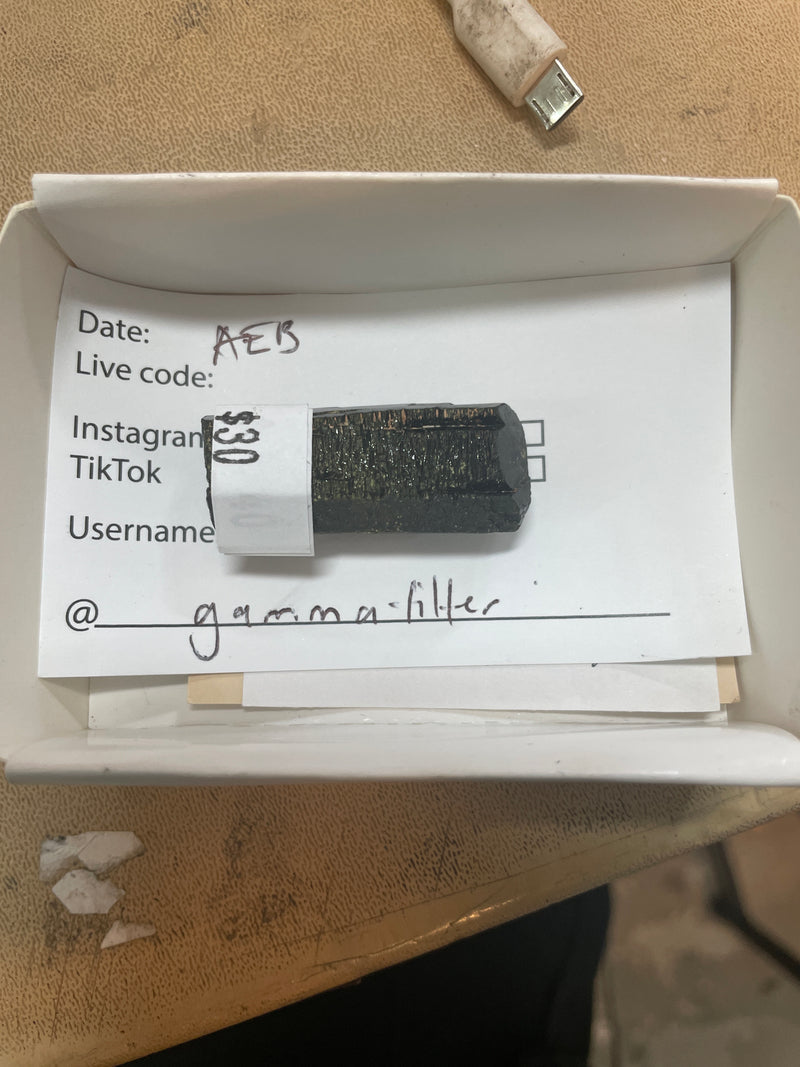 Date:
AEB
Live code:
Instagram
TikTok
$30
Username
@ gamma-filter